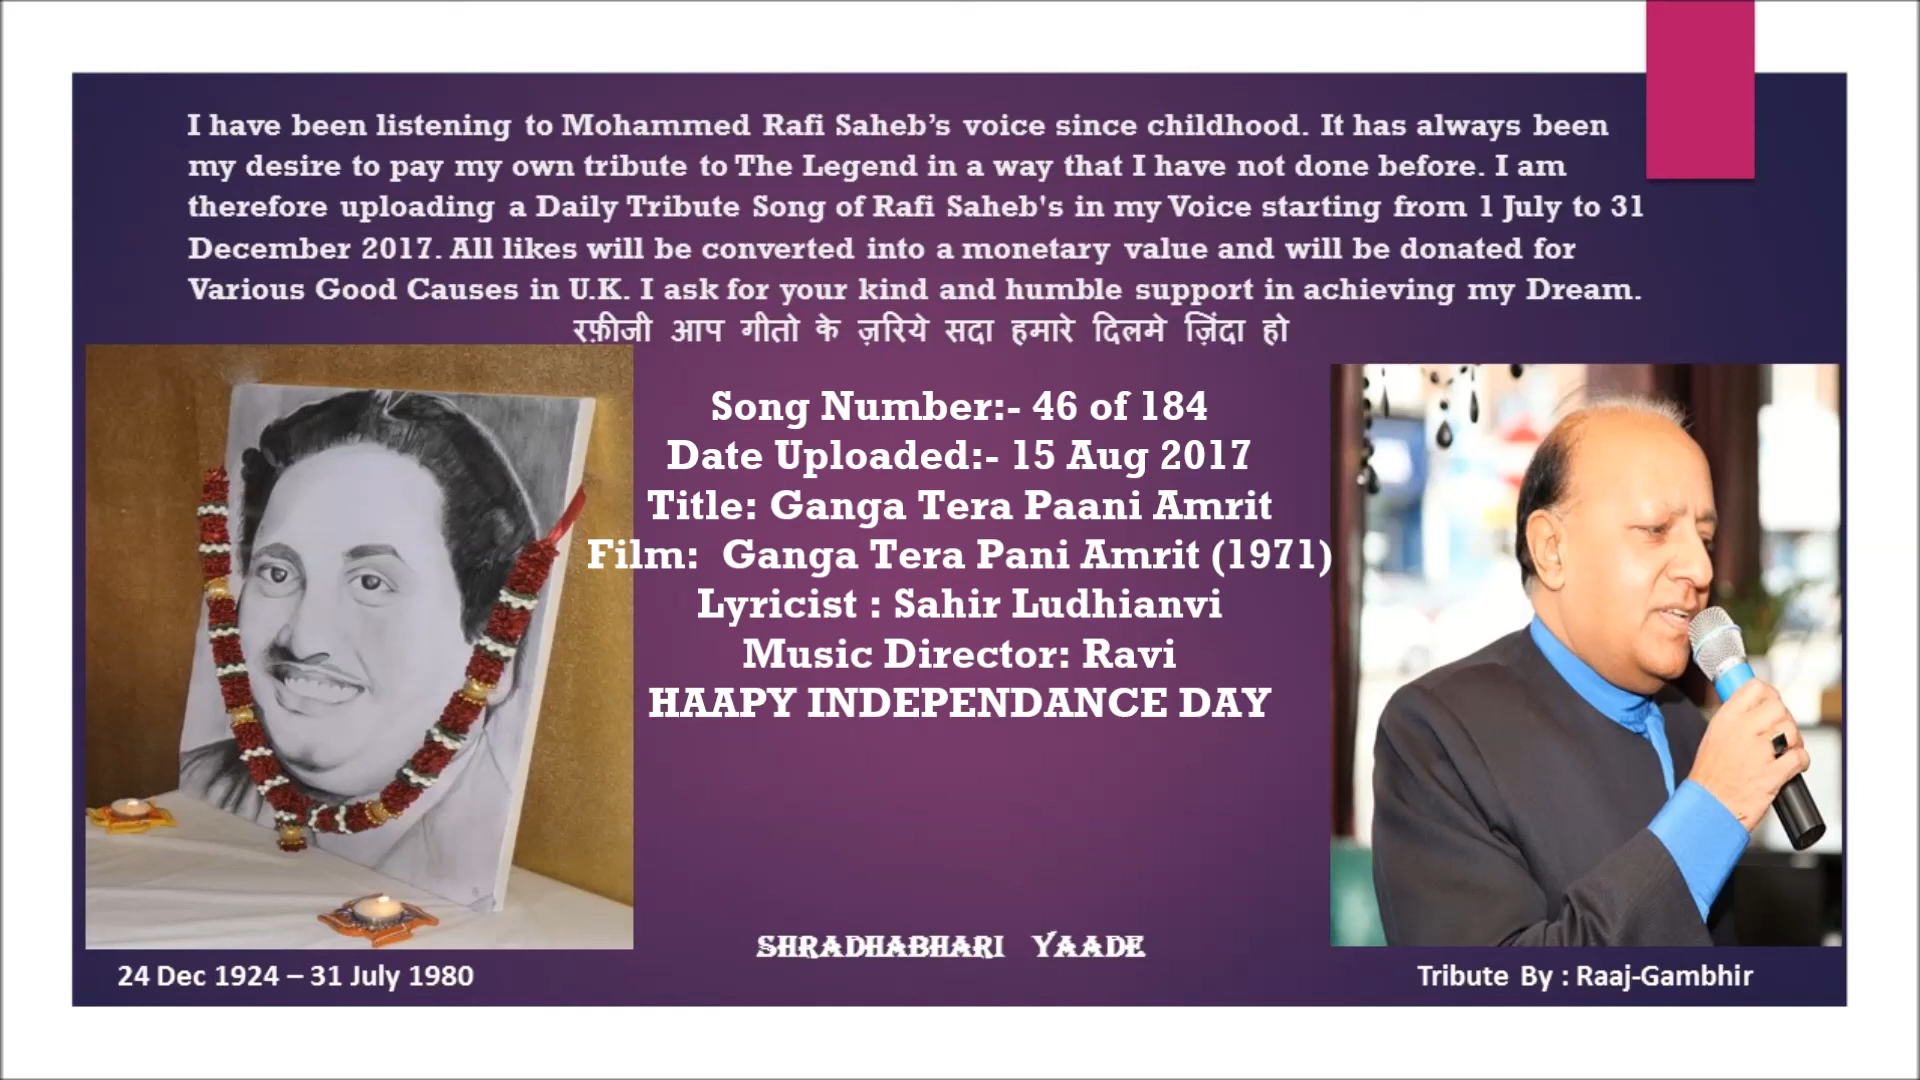 I have been listening to Mohammed Rafi Saheb’s voice since childhood. It has always been
my desire to pay my own tribute to The Legend in a way that I have not done before. I am
therefore uploading a Daily Tribute Song of Rafi Saheb's in my Voice starting from 1 July to 31
December 2017. All likes will be converted into a monetary value and will be donated for
Various Good Causes in U.K. I ask for your kind and humble support in achieving my Dream.
रफ़ीजी आप गीतो के ज़रिये सदा हमारे दिलमे ज़िंदा हो
Song Number:- 46 of 184
Date Uploaded:- 15 Aug 2017
Title: Ganga Tera Paani Amrit
Film: Ganga Tera Pani Amrit (1971)
Lyricist : Sahir Ludhianvi
Music Director: Ravi
HAAPY INDEPENDANCE DAY
SHRADHABHARI YAADE
24 Dec 1924 – 31 July 1980
Tribute By : Raaj-Gambhir